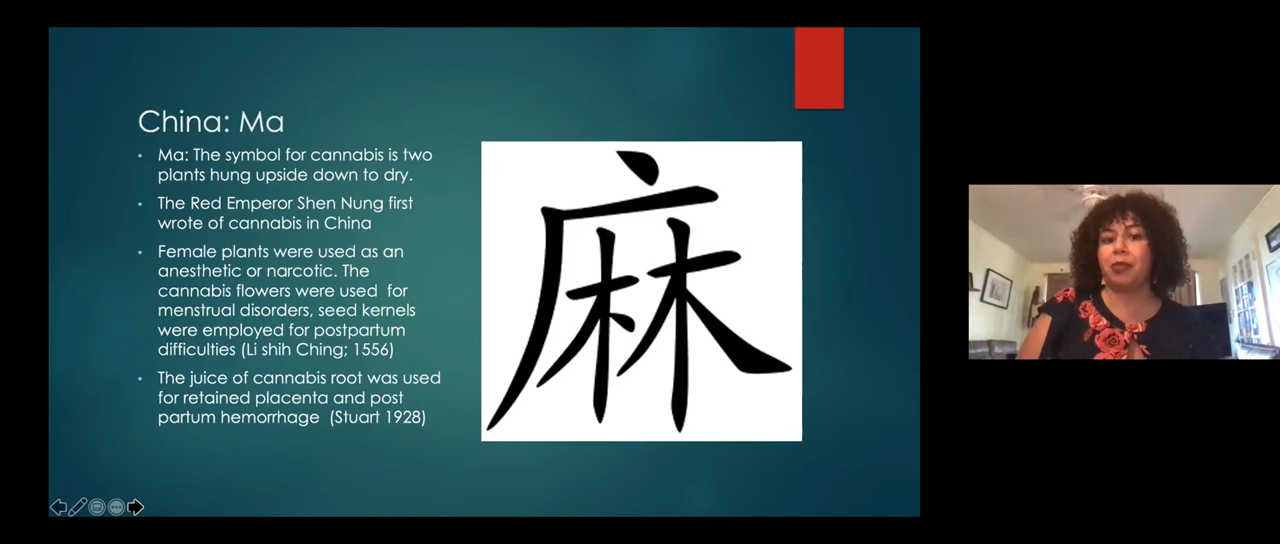 China: Ma
Ma: The symbol for cannabis is two
plants hung upside down to dry.
The Red Emperor Shen Nung first
wrote of cannabis in China
Female plants were used as an
anesthetic or narcotic. The
cannabis flowers were used for
menstrual disorders, seed kernels
were employed for postpartum
difficulties (Li shih Ching; 1556)
The juice of cannabis root was used
for retained placenta and post
partum hemorrhage (Stuart 1928)
麻